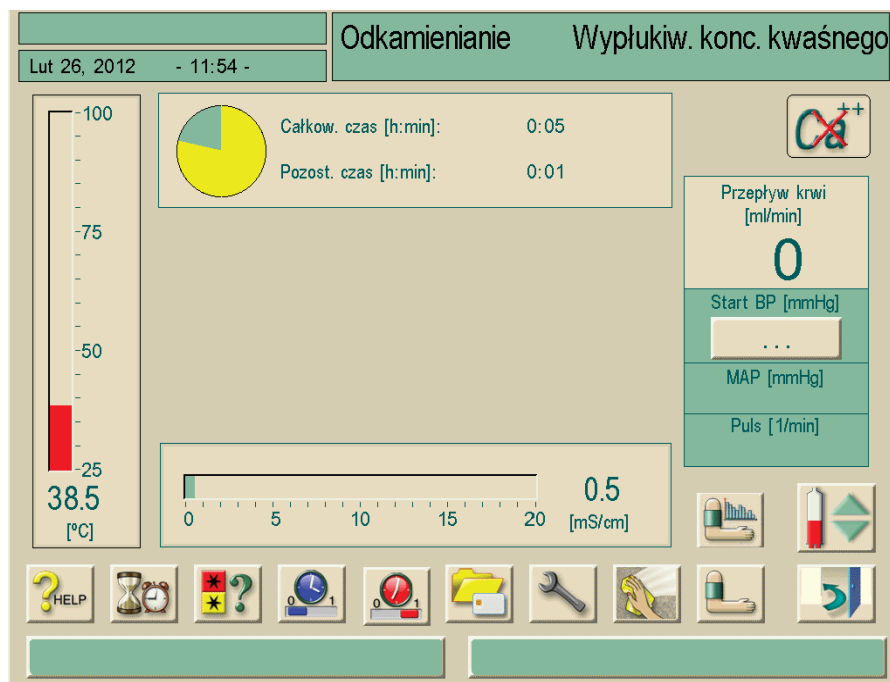 Odkamienianie Wypłukiw. konc. kwaśnego
Lut 26, 2012 - 11:54 -
100
75
50
25
38.5
[ºC]
Całkow. czas [h:min]: 0:05
Pozost. czas [h:min]: 0:01
Ca++
Przepływ krwi
[ml/min]
0
Start BP [mmHg]
...
MAP [mmHg]
Puls [1/min]
0 5 10 15 20
0.5
[mS/cm]
?HELP
?
0 1
0 1